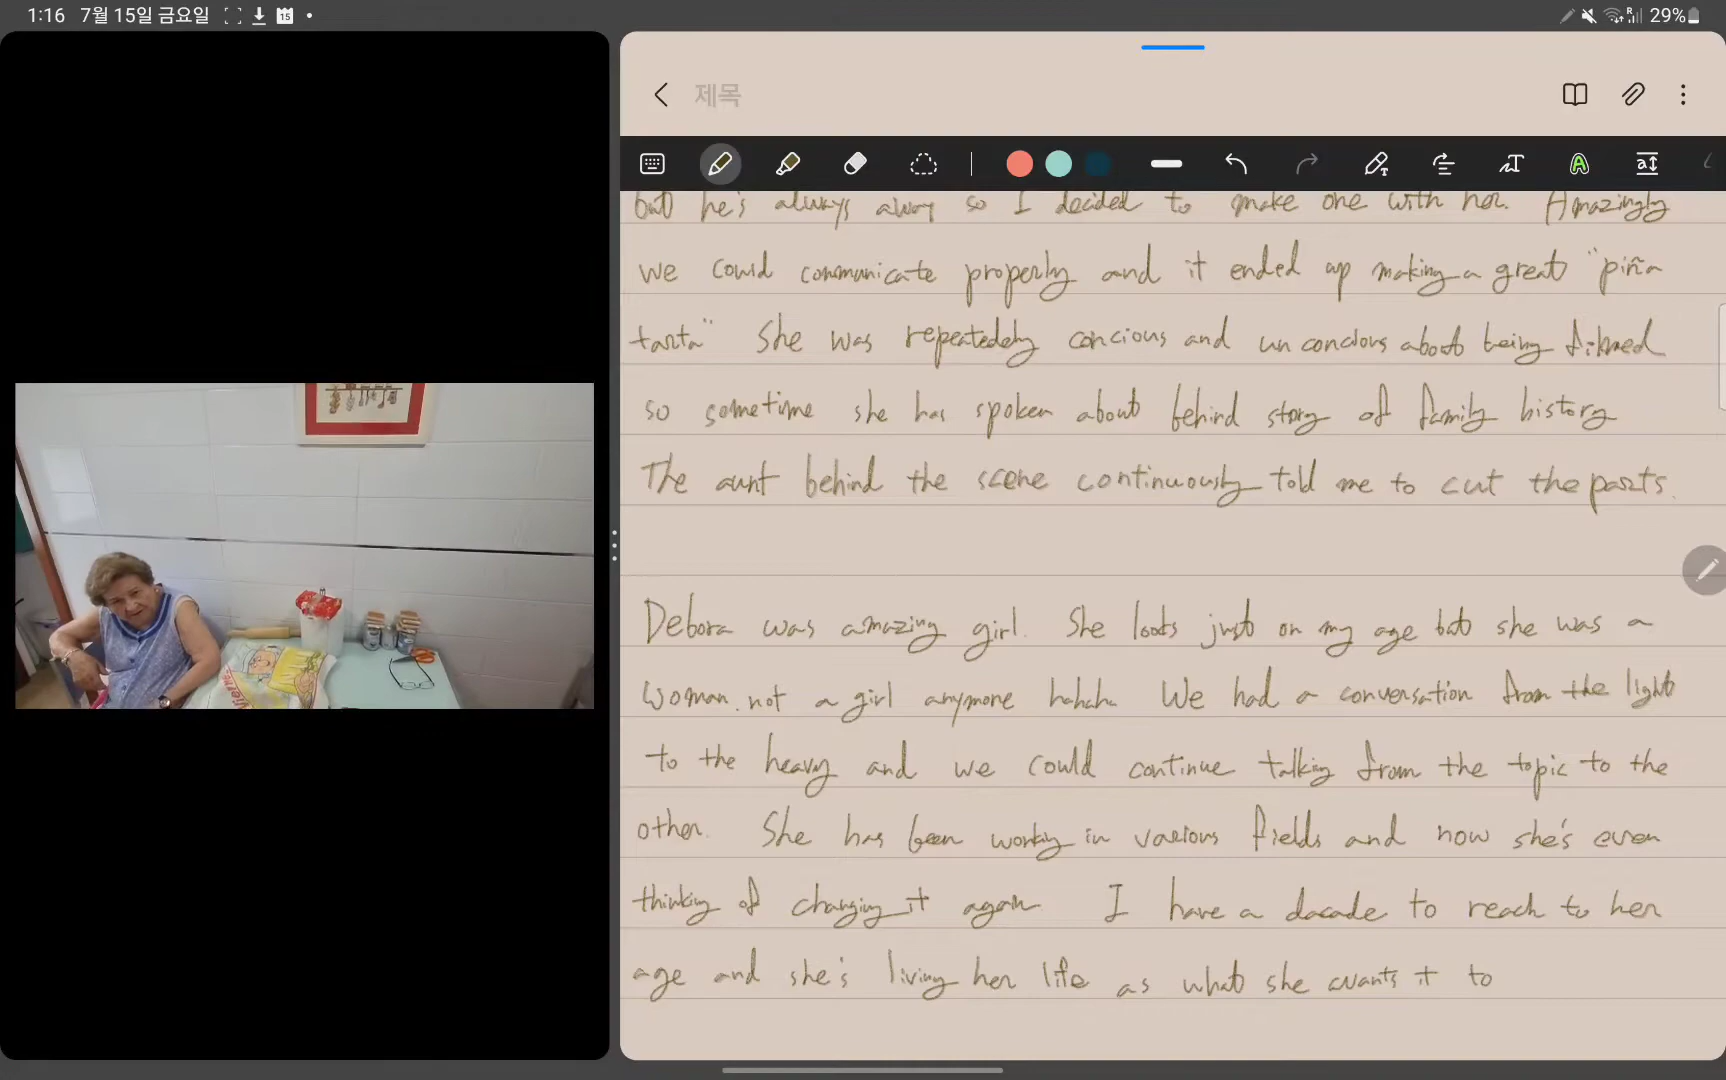 1:16 7월 15일 금요일 15 R 29%
제목
but he's always away so I decided to make one with her. Amazingly
we could communicate properly and it ended up making a great "piña
tarta" She was repeatedely concious and unconcious about being filmed
so sometime she has spoken about behind story of family history
The aunt behind the scene continuously told me to cut the parts.
Debora was amazing girl. She loots just on my age but she was a
woman. not a girl anymore hahah. We had a conversation from the light
to the heavy and we could continue talking from the topic to the
other. She has been working in various fields and now she's even
thinking of changing it again I have a dacade to reach to her
age and she's living her life as what she wants it to